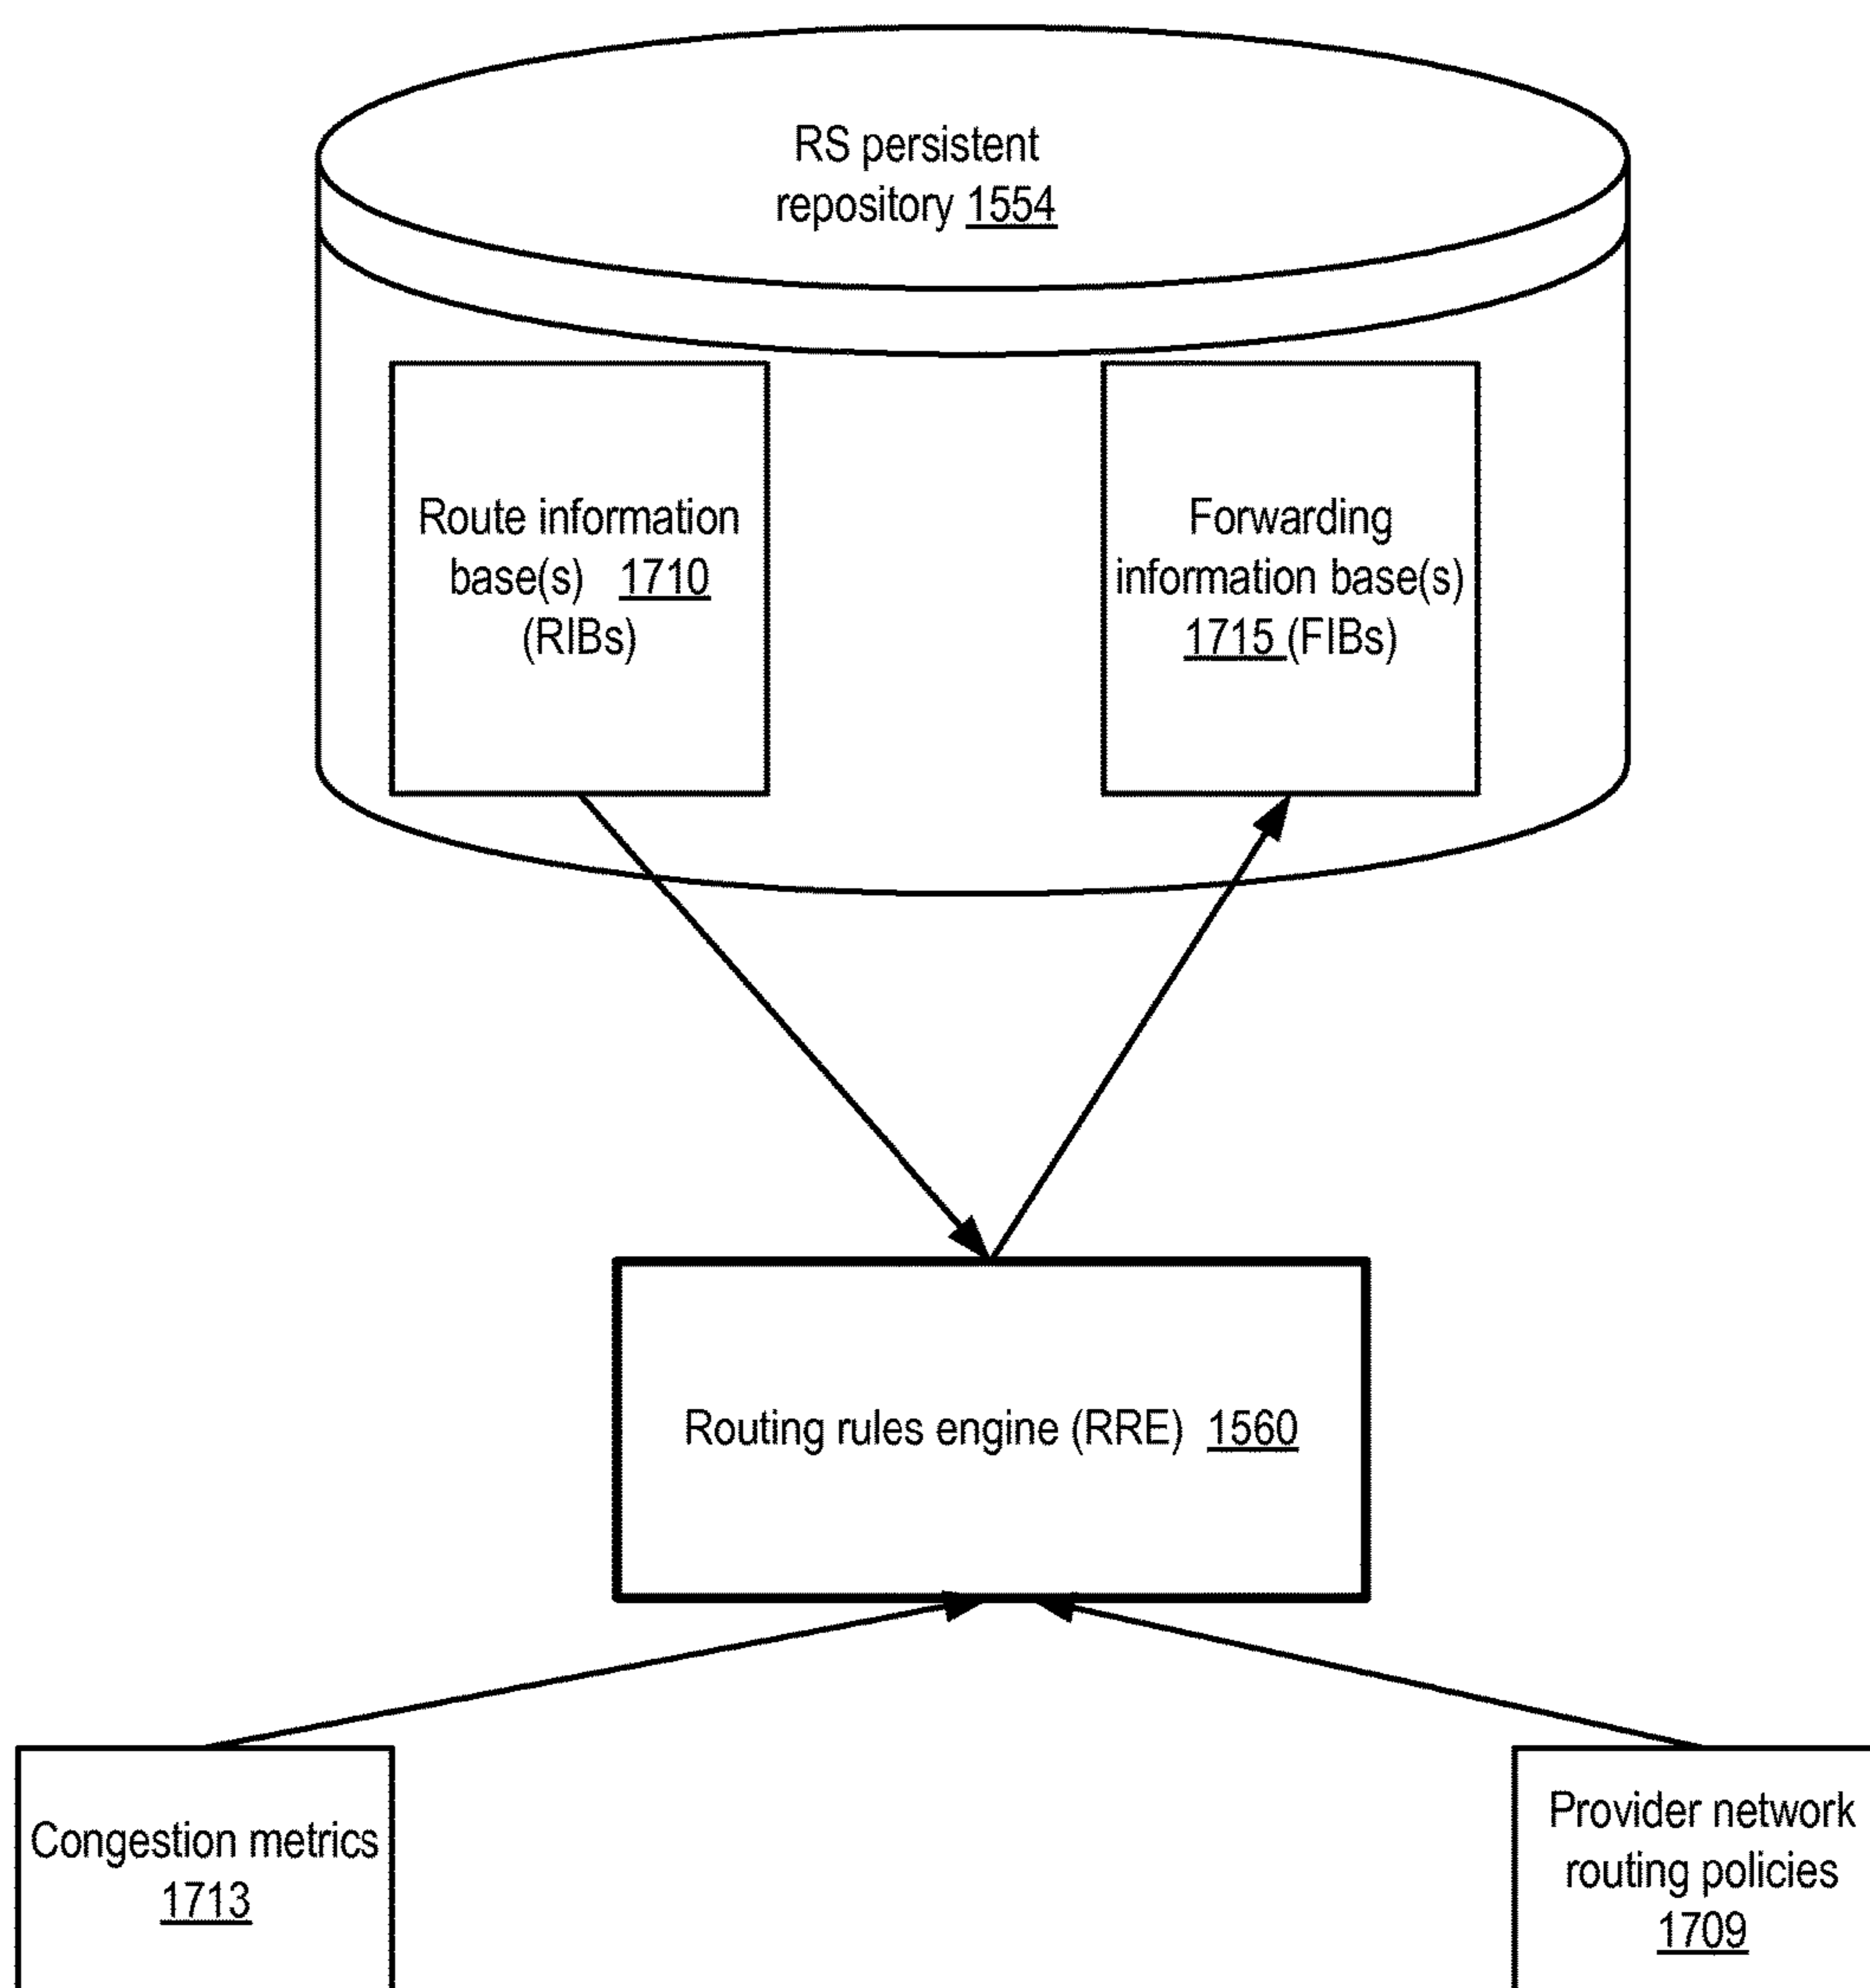 RS persistent
repository 1554
Route information
base(s) 1710
(RIBs)
Forwarding
information base(s)
1715 (FIBs)
Routing rules engine (RRE) 1560
Congestion metrics
1713
Provider network
routing policies
1709